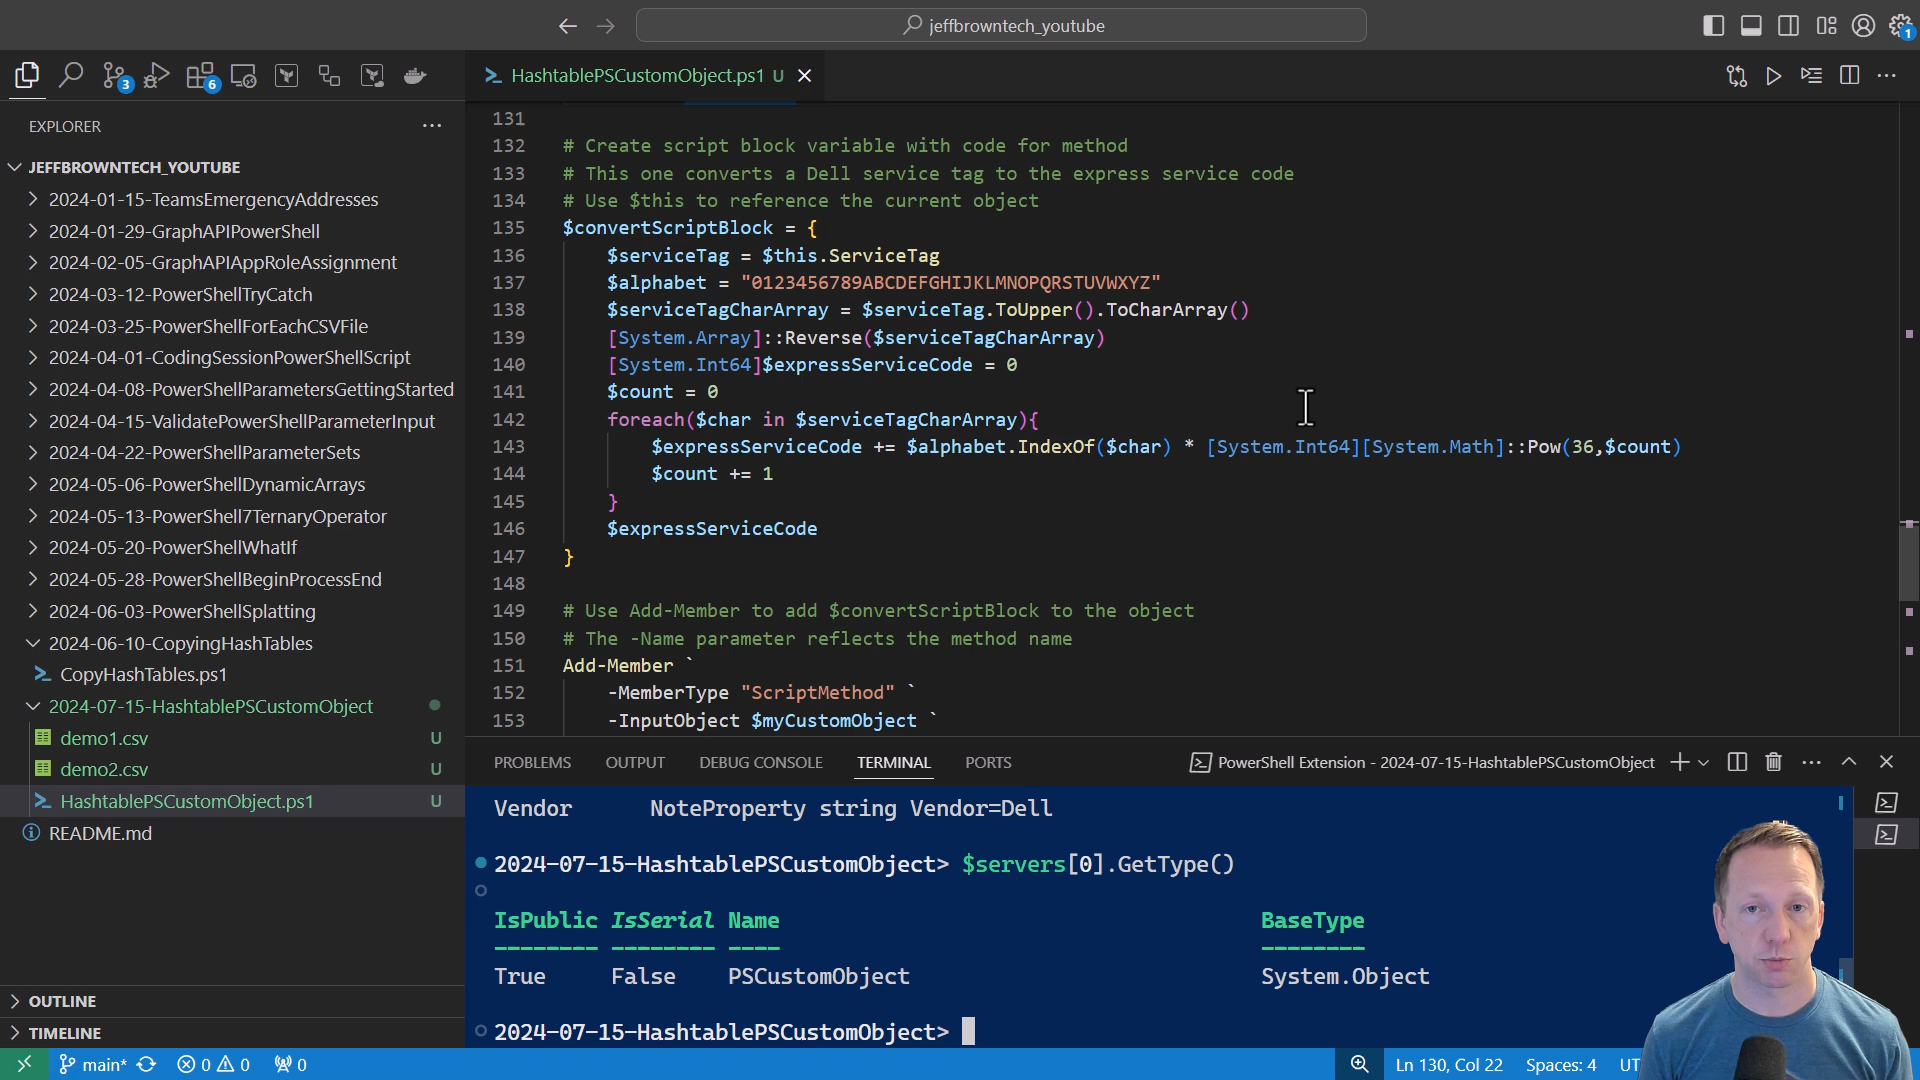 jeffbrowntech_youtube
1
3
6
HashtablePSCustomObject.ps1 U
EXPLORER
JEFFBROWNTECH_YOUTUBE
2024-01-15-TeamsEmergencyAddresses
2024-01-29-GraphAPIPowerShell
2024-02-05-GraphAPIAppRoleAssignment
2024-03-12-PowerShellTryCatch
2024-03-25-PowerShellForEachCSVFile
2024-04-01-CodingSessionPowerShellScript
2024-04-08-PowerShellParametersGettingStarted
2024-04-15-ValidatePowerShellParameterInput
2024-04-22-PowerShellParameterSets
2024-05-06-PowerShellDynamicArrays
2024-05-13-PowerShell7TernaryOperator
2024-05-20-PowerShellWhatIf
2024-05-28-PowerShellBeginProcessEnd
2024-06-03-PowerShellSplatting
2024-06-10-CopyingHashTables
CopyHashTables.ps1
2024-07-15-HashtablePSCustomObject
demo1.csv U
demo2.csv U
HashtablePSCustomObject.ps1 U
README.md
OUTLINE
TIMELINE
131
132 # Create script block variable with code for method
133 # This one converts a Dell service tag to the express service code
134 # Use $this to reference the current object
135 $convertScriptBlock = {
136 $serviceTag = $this.ServiceTag
137 $alphabet = "0123456789ABCDEFGHIJKLMNOPQRSTUVWXYZ"
138 $serviceTagCharArray = $serviceTag.ToUpper().ToCharArray()
139 [System.Array]::Reverse($serviceTagCharArray)
140 [System.Int64]$expressServiceCode = 0
141 $count = 0
142 foreach($char in $serviceTagCharArray){
143 $expressServiceCode += $alphabet.IndexOf($char) * [System.Int64][System.Math]::Pow(36,$count)
144 $count += 1
145 }
146 $expressServiceCode
147 }
148
149 # Use Add-Member to add $convertScriptBlock to the object
150 # The -Name parameter reflects the method name
151 Add-Member `
152 -MemberType "ScriptMethod" `
153 -InputObject $myCustomObject `
PROBLEMS OUTPUT DEBUG CONSOLE TERMINAL PORTS
PowerShell Extension - 2024-07-15-HashtablePSCustomObject
Vendor NoteProperty string Vendor=Dell
2024-07-15-HashtablePSCustomObject> $servers[0].GetType()
IsPublic IsSerial Name BaseType
-------- -------- ---- --------
True False PSCustomObject System.Object
2024-07-15-HashtablePSCustomObject>
main* 0 0 0
Ln 130, Col 22 Spaces: 4 UT